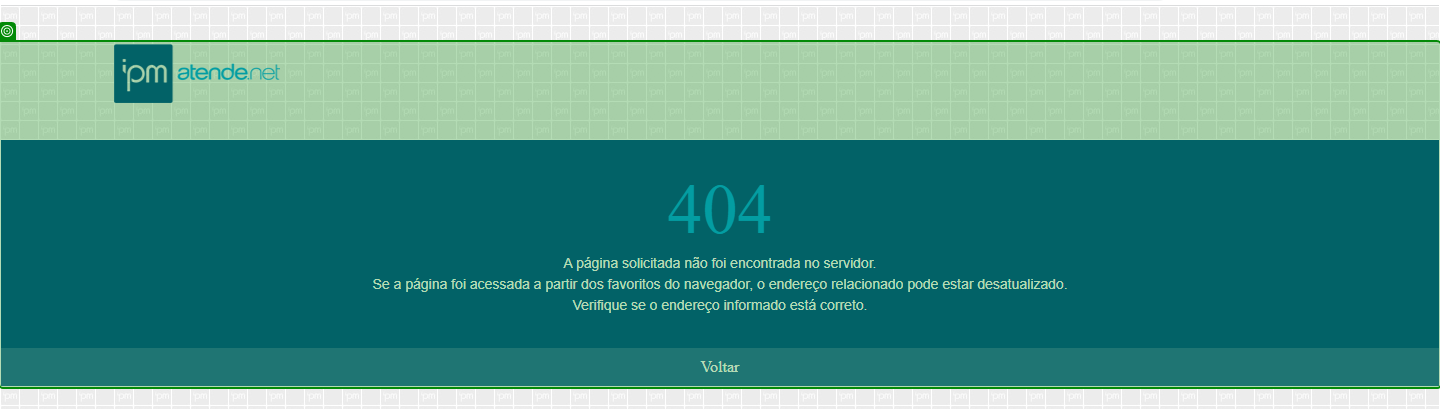 ipm atende.net
404
A página solicitada não foi encontrada no servidor.
Se a página foi acessada a partir dos favoritos do navegador, o endereço relacionado pode estar desatualizado.
Verifique se o endereço informado está correto.
Voltar